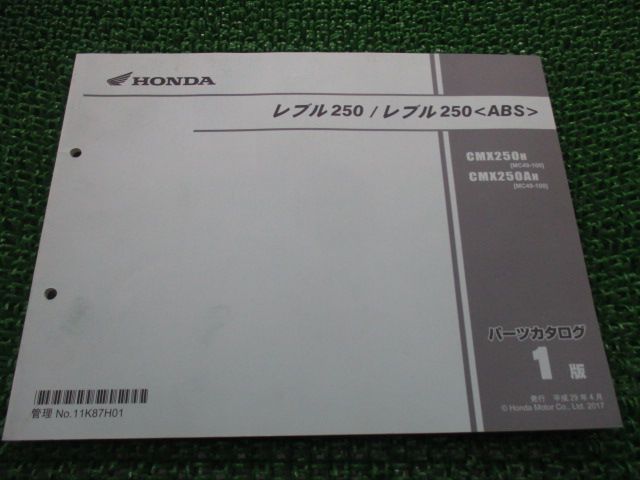 HONDA
レブル250 / レブル250<ABS>
CMX250H
[MC49-100]
CMX250AH
[MC49-100]
パーツカタログ
1 版
発行 平成29年4月
© Honda Motor Co., Ltd. 2017
管理 No.11K87H01